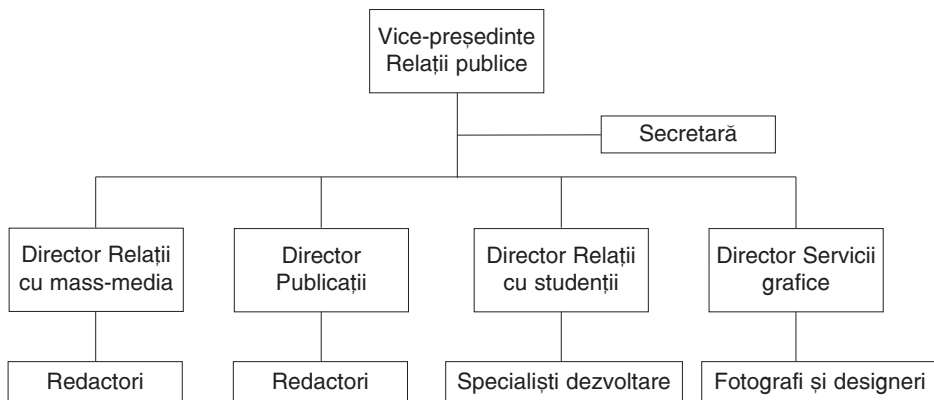 Vice-președinte
Relații publice
Secretară
Director Relații
cu mass-media
Director
Publicații
Director Relații
cu studenții
Director Servicii
grafice
Redactori
Redactori
Specialiști dezvoltare
Fotografi și designeri